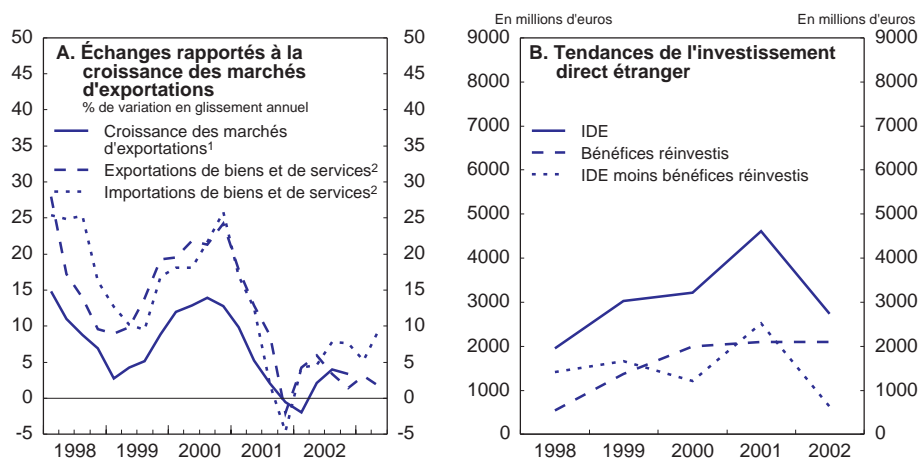 A. Échanges rapportés à la
croissance des marchés
d'exportations
% de variation en glissement annuel
Croissance des marchés
d'exportations¹
Exportations de biens et de services²
Importations de biens et de services²
50 50
45 45
40 40
35 35
30 30
25 25
20 20
15 15
10 10
5 5
0 0
-5 -5
1998 1999 2000 2001 2002
En millions d'euros En millions d'euros
B. Tendances de l'investissement
direct étranger
IDE
Bénéfices réinvestis
IDE moins bénéfices réinvestis
9000 9000
8000 8000
7000 7000
6000 6000
5000 5000
4000 4000
3000 3000
2000 2000
1000 1000
0 0
1998 1999 2000 2001 2002